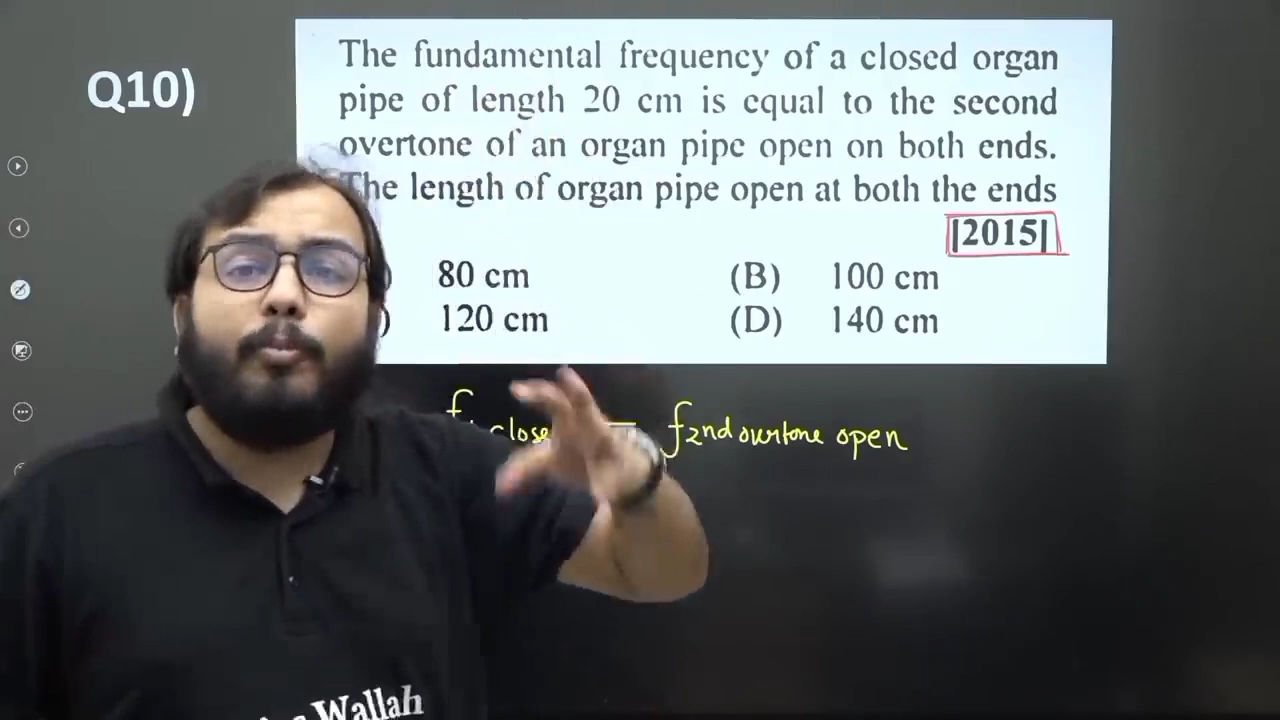 Q10)
The fundamental frequency of a closed organ
pipe of length 20 cm is equal to the second
overtone of an organ pipe open on both ends.
The length of organ pipe open at both the ends
[2015]
) 80 cm (B) 100 cm
) 120 cm (D) 140 cm
f close = f2nd overtone open
Wallah